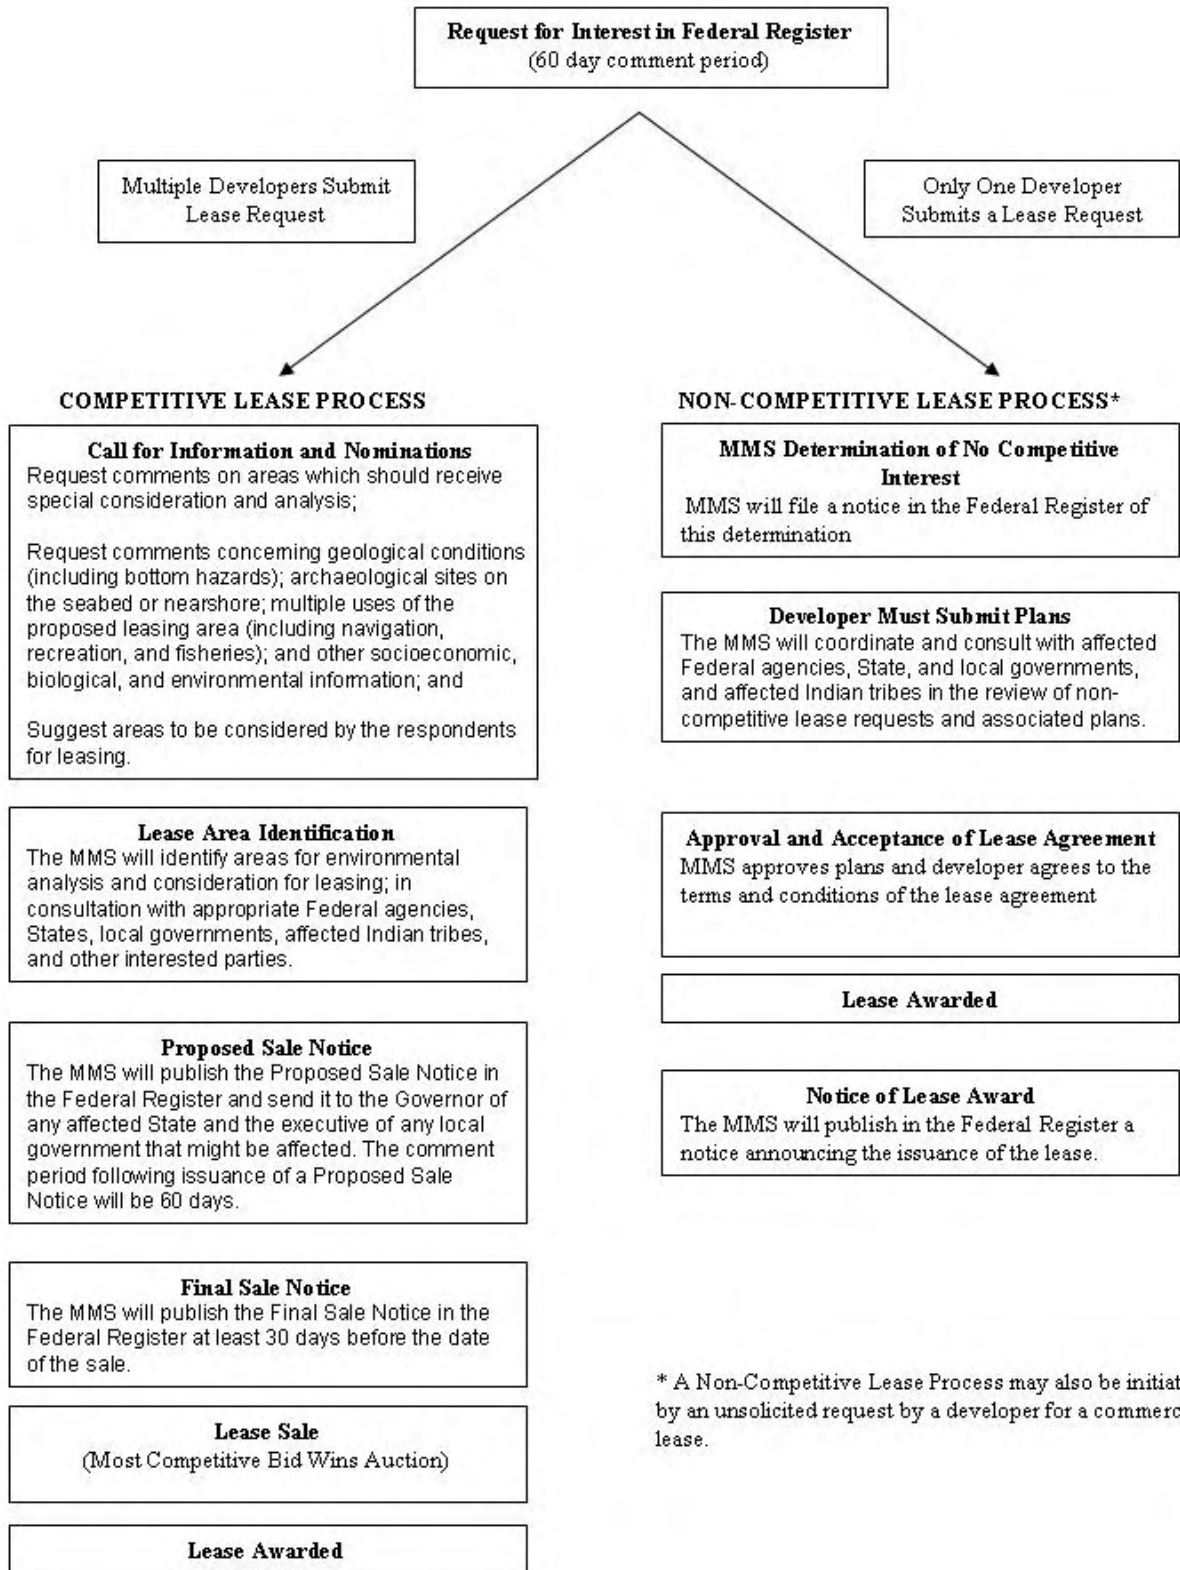 Request for Interest in Federal Register
(60 day comment period)
Multiple Developers Submit
Lease Request
Only One Developer
Submits a Lease Request
COMPETITIVE LEASE PROCESS
Call for Information and Nominations
Request comments on areas which should receive
special consideration and analysis;
Request comments concerning geological conditions
(including bottom hazards); archaeological sites on
the seabed or nearshore; multiple uses of the
proposed leasing area (including navigation,
recreation, and fisheries); and other socioeconomic,
biological, and environmental information; and
Suggest areas to be considered by the respondents
for leasing.
Lease Area Identification
The MMS will identify areas for environmental
analysis and consideration for leasing; in
consultation with appropriate Federal agencies,
States, local governments, affected Indian tribes,
and other interested parties.
Proposed Sale Notice
The MMS will publish the Proposed Sale Notice in
the Federal Register and send it to the Governor of
any affected State and the executive of any local
government that might be affected. The comment
period following issuance of a Proposed Sale
Notice will be 60 days.
Final Sale Notice
The MMS will publish the Final Sale Notice in the
Federal Register at least 30 days before the date
of the sale.
Lease Sale
(Most Competitive Bid Wins Auction)
Lease Awarded
NON-COMPETITIVE LEASE PROCESS*
MMS Determination of No Competitive
Interest
MMS will file a notice in the Federal Register of
this determination
Developer Must Submit Plans
The MMS will coordinate and consult with affected
Federal agencies, State, and local governments,
and affected Indian tribes in the review of non-
competitive lease requests and associated plans.
Approval and Acceptance of Lease Agreement
MMS approves plans and developer agrees to the
terms and conditions of the lease agreement
Lease Awarded
Notice of Lease Award
The MMS will publish in the Federal Register a
notice announcing the issuance of the lease.
* A Non-Competitive Lease Process may also be initiat
by an unsolicited request by a developer for a commerc
lease.